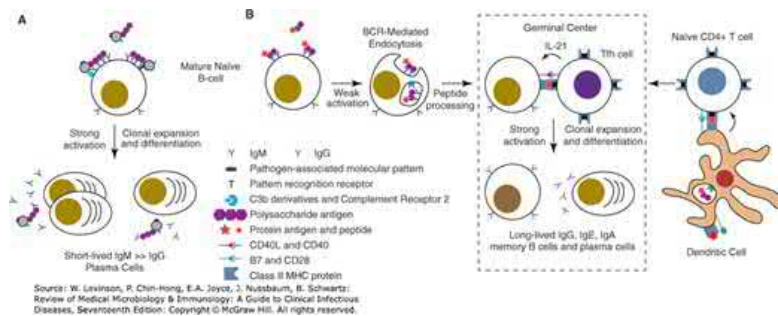 A
B
Mature Naive
B-cell
Strong
activation
Clonal expansion
and differentiation
Short-lived IgM >> IgG
Plasma Cells
BCR-Mediated
Endocytosis
Weak
activation
Peptide
processing
Germinal Center
IL-21
Tfh cell
Strong
activation
Clonal expansion
and differentiation
Long-lived IgG, IgE, IgA
memory B cells and plasma cells
Naive CD4+ T cell
Dendritic Cell
IgM
IgG
Pathogen-associated molecular pattern
Pattern recognition receptor
C3b derivatives and Complement Receptor 2
Polysaccharide antigen
Protein antigen and peptide
CD40L and CD40
B7 and CD28
Class II MHC protein
Source: W. Levinson, P. Chin-Hong, E.A. Joyce, J. Nussbaum, B. Schwartz:
Review of Medical Microbiology & Immunology: A Guide to Clinical Infectious
Diseases, Seventeenth Edition: Copyright © McGraw Hill. All rights reserved.